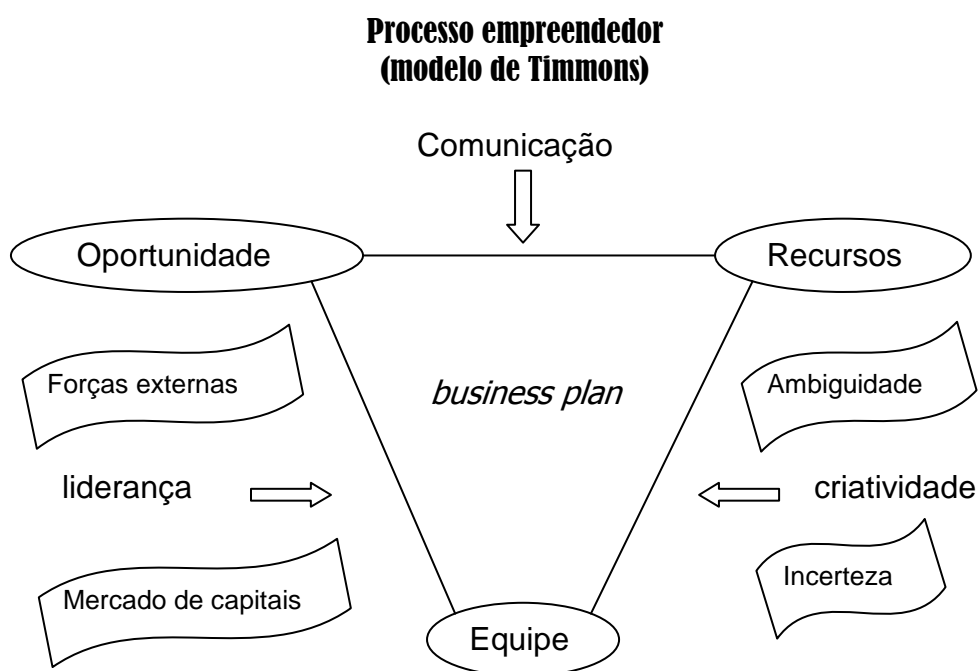 Processo empreendedor
(modelo de Timmons)
Comunicação
Oportunidade
Recursos
Forças externas
Ambiguidade
business plan
liderança
criatividade
Mercado de capitais
Incerteza
Equipe